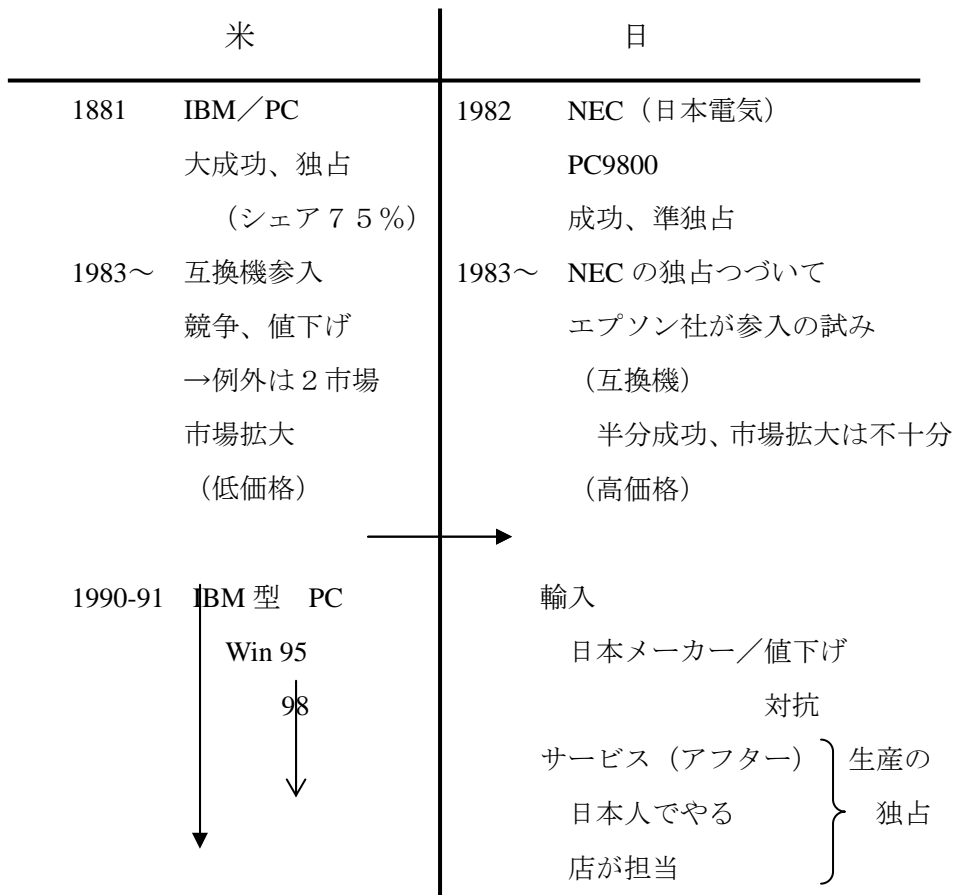 米 日
1881 IBM／PC
大成功、独占
（シェア７５％）
1983～ 互換機参入
競争、値下げ
→例外は２市場
市場拡大
（低価格）
1990-91 IBM 型 PC
Win 95
98
1982 NEC（日本電気）
PC9800
成功、準独占
1983～ NEC の独占つづいて
エプソン社が参入の試み
（互換機）
半分成功、市場拡大は不十分
（高価格）
輸入
日本メーカー／値下げ
対抗
サービス（アフター）
日本人でやる
店が担当
生産の
独占